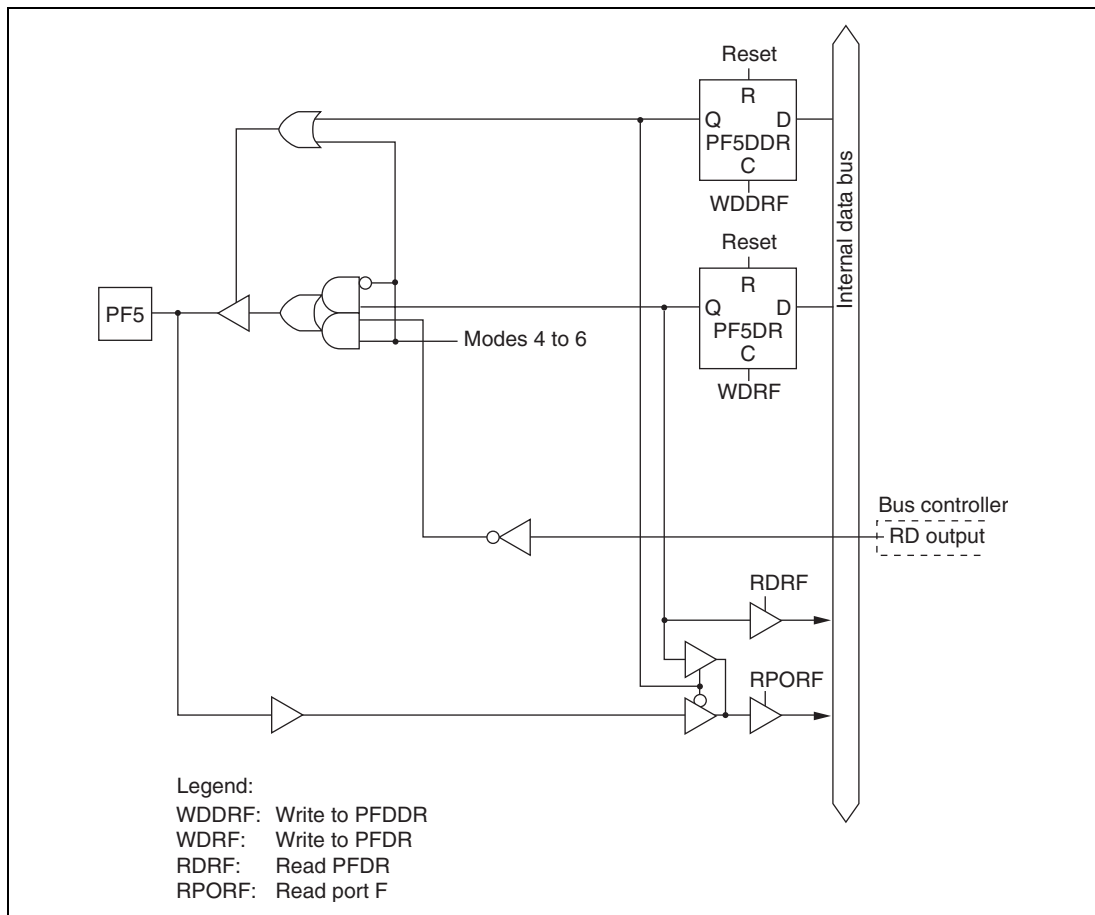 Reset
R
Q D
PF5DDR
C
WDDRF
Reset
R
Q D
PF5DR
C
WDRF
Internal data bus
PF5
Modes 4 to 6
Bus controller
RD output
RDRF
RPORF
Legend:
WDDRF: Write to PFDDR
WDRF: Write to PFDR
RDRF: Read PFDR
RPORF: Read port F